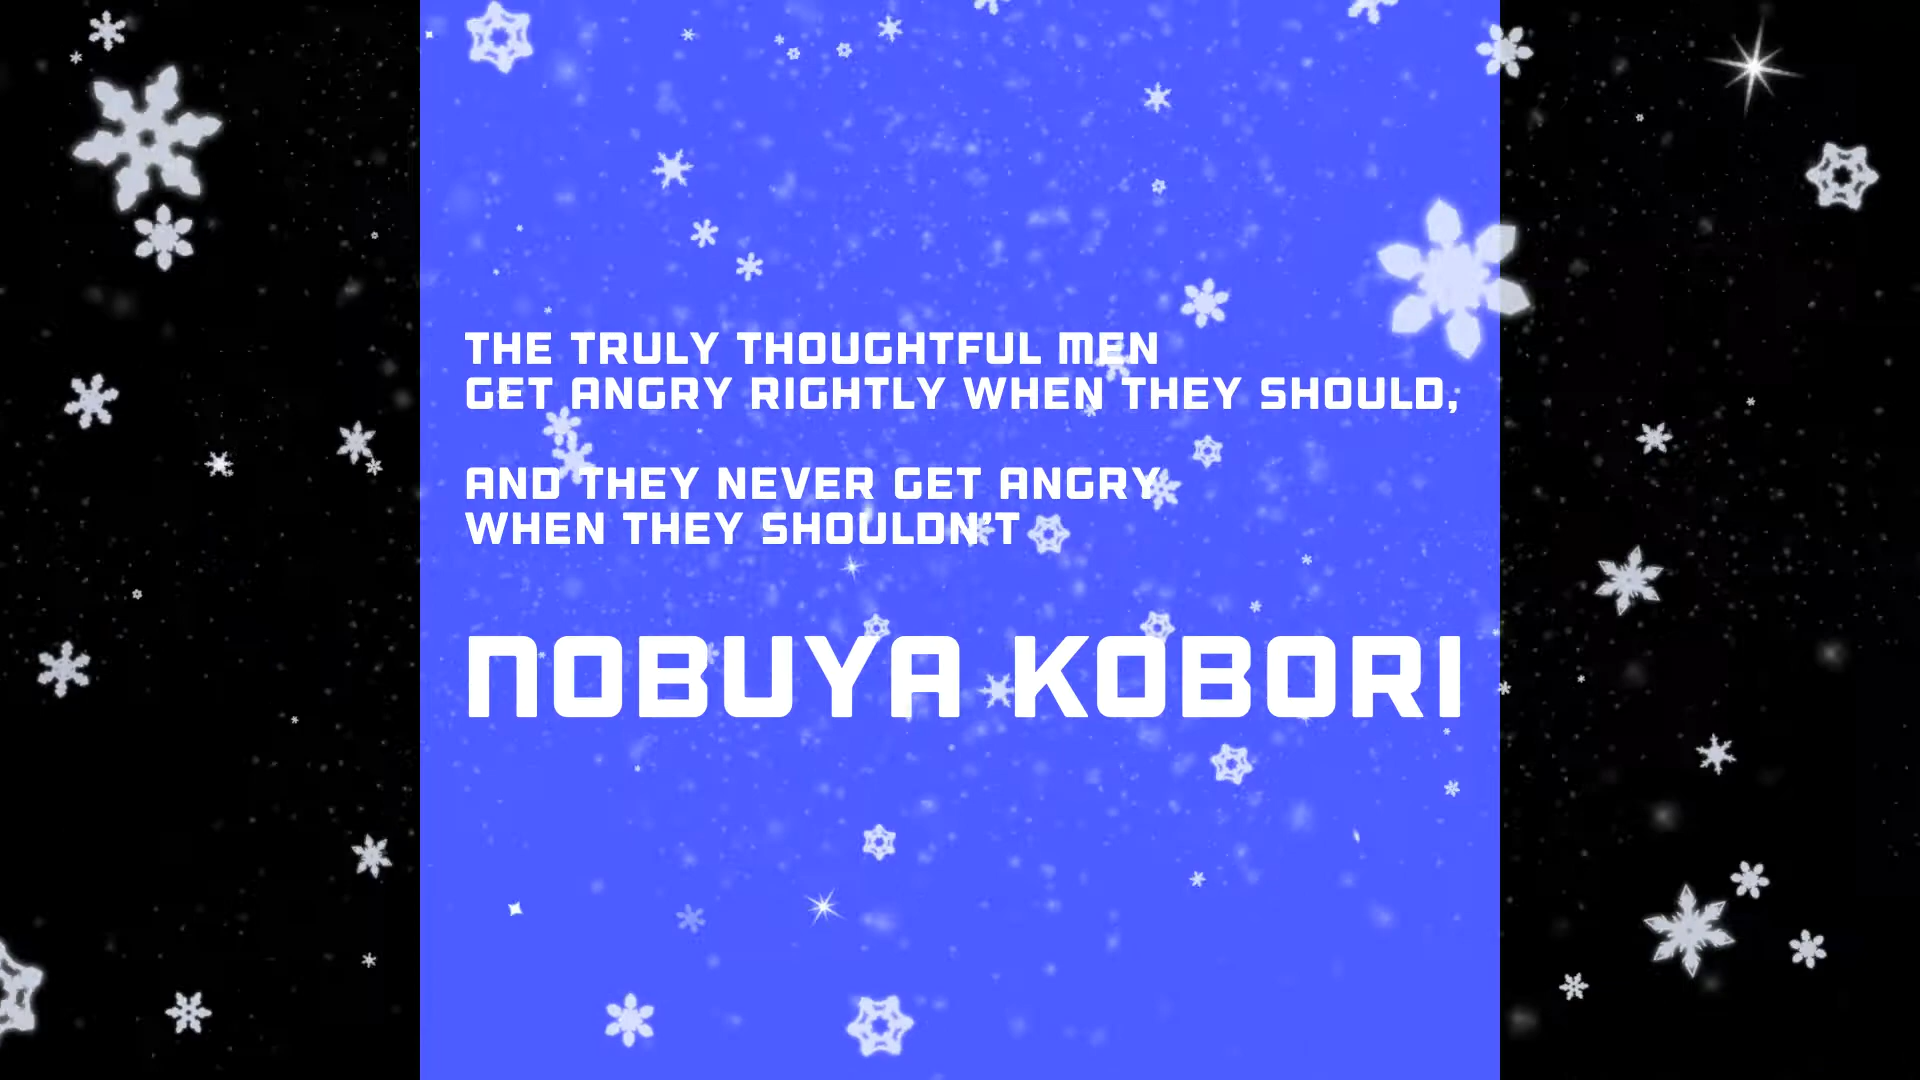 THE TRULY THOUGHTFUL MEN
GET ANGRY RIGHTLY WHEN THEY SHOULD,
AND THEY NEVER GET ANGRY
WHEN THEY SHOULDN'T
NOBUYA KOBORI